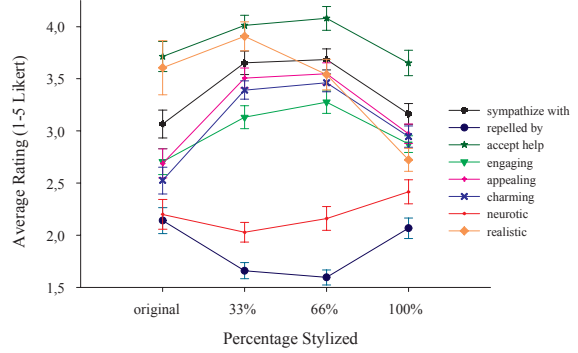 Average Rating (1-5 Likert)
4,0
3,5
3,0
2,5
2,0
1,5
original 33% 66% 100%
Percentage Stylized
sympathize with
repelled by
accept help
engaging
appealing
charming
neurotic
realistic